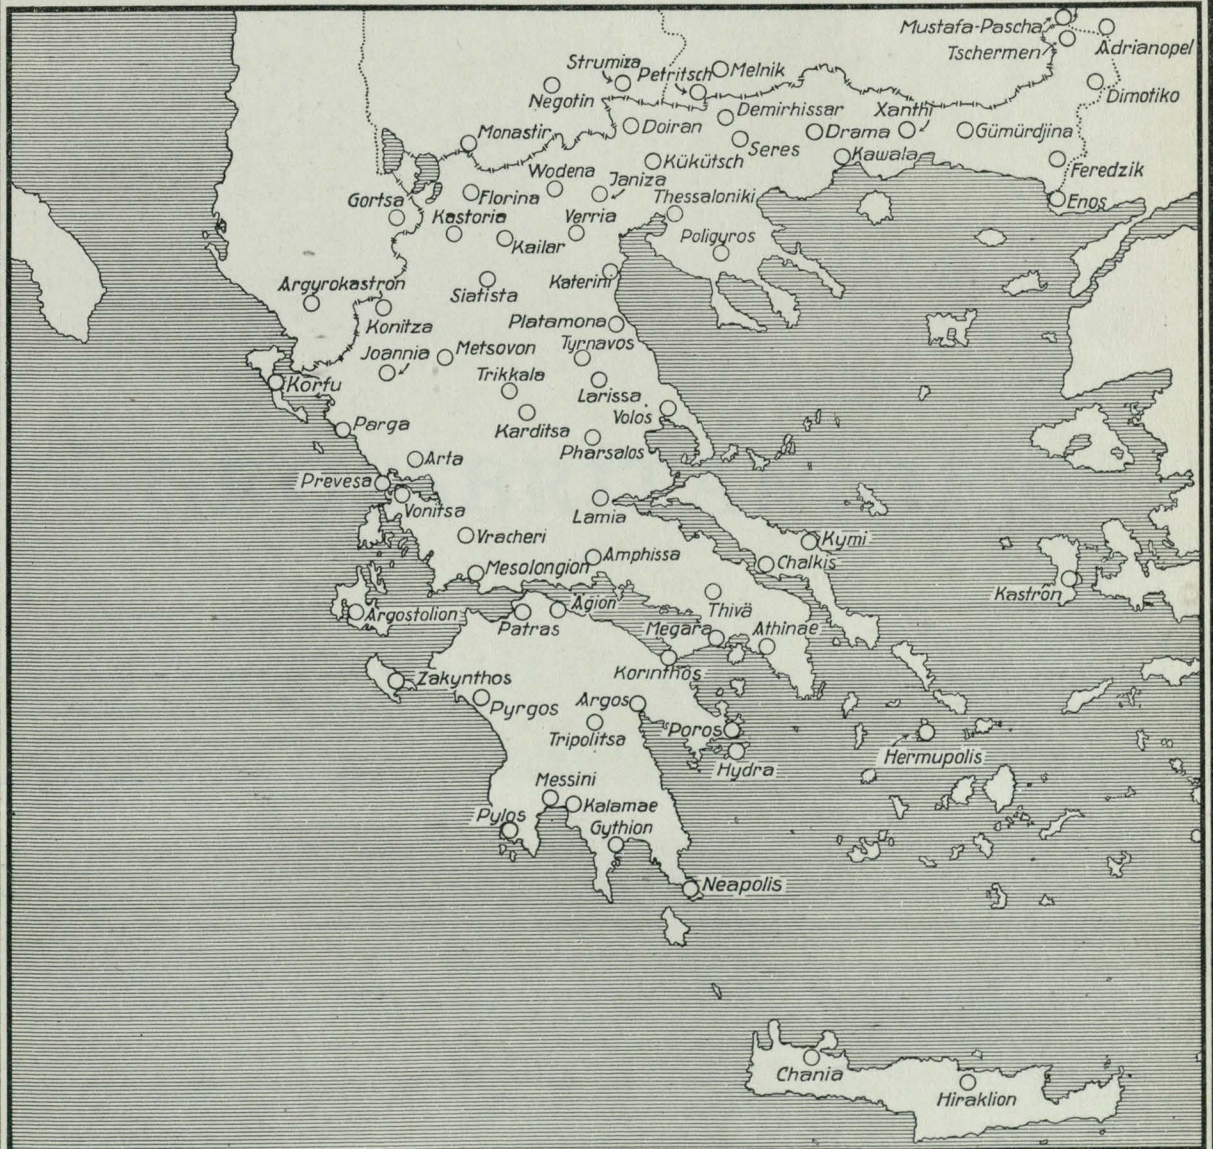 Mustafa-Pascha
Tschermen
Adrianopel
Strumiza
Petritsch
Melnik
Negotin
Dimotiko
Demirhissar
Xanthi
Monastir
Doiran
Seres
Drama
Gümürdjina
Kükütsch
Kawala
Feredzik
Wodena
Janiza
Gortsa
Florina
Thessaloniki
Enos
Kastoria
Verria
Kailar
Poligyros
Argyrokastron
Siatista
Katerini
Konitza
Platamona
Joannia
Metsovon
Tyrnavos
Korfu
Trikkala
Larissa
Volos
Parga
Karditsa
Pharsalos
Arta
Prevesa
Vonitsa
Lamia
Vracheri
Kymi
Mesolongion
Amphissa
Chalkis
Kastron
Argostolion
Patras
Agion
Thivä
Megara
Athinae
Zakynthos
Korinthos
Pyrgos
Argos
Poros
Tripolitsa
Hermupolis
Hydra
Messini
Pylos
Kalamae
Gythion
Neapolis
Chania
Hiraklion